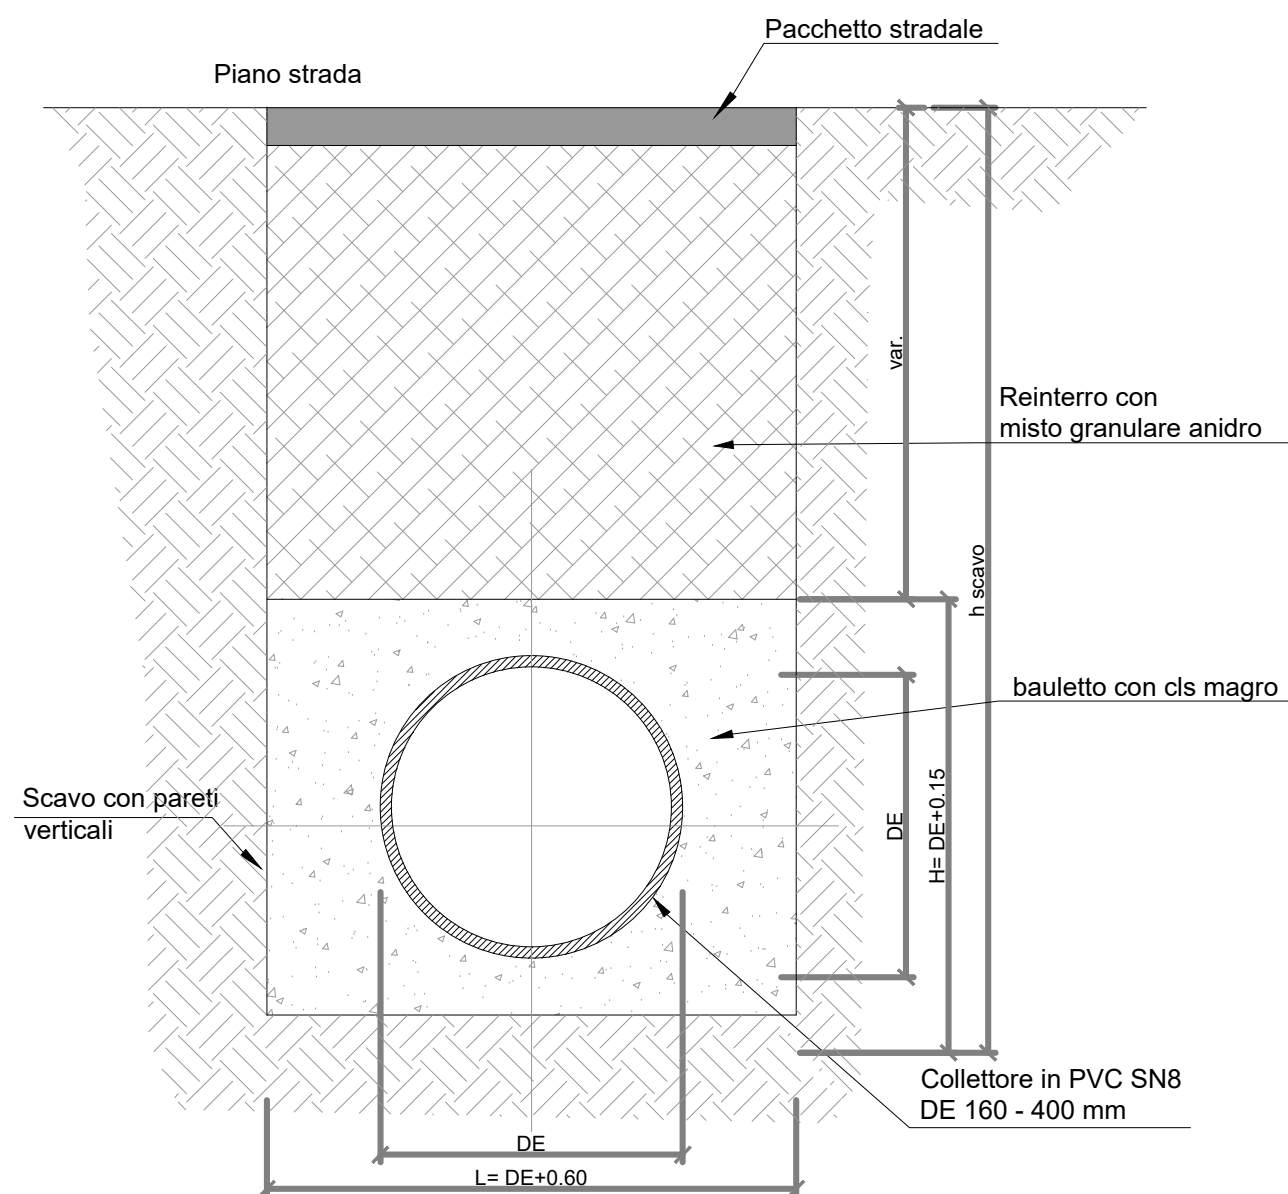 Pacchetto stradale
Piano strada
var.
Reinterro con
misto granulare anidro
h scavo
bauletto con cls magro
Scavo con pareti
verticali
DE
H= DE+0.15
Collettore in PVC SN8
DE 160 - 400 mm
DE
L= DE+0.60